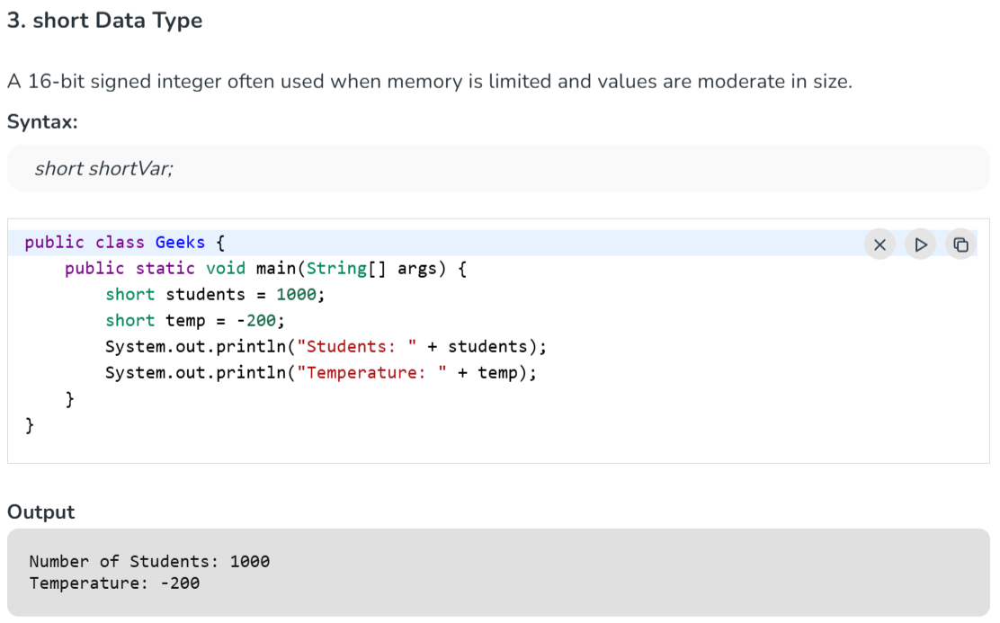 3. short Data Type
A 16-bit signed integer often used when memory is limited and values are moderate in size.
Syntax:
short shortVar;
public class Geeks {
    public static void main(String[] args) {
        short students = 1000;
        short temp = -200;
        System.out.println("Students: " + students);
        System.out.println("Temperature: " + temp);
    }
}
Output
Number of Students: 1000
Temperature: -200